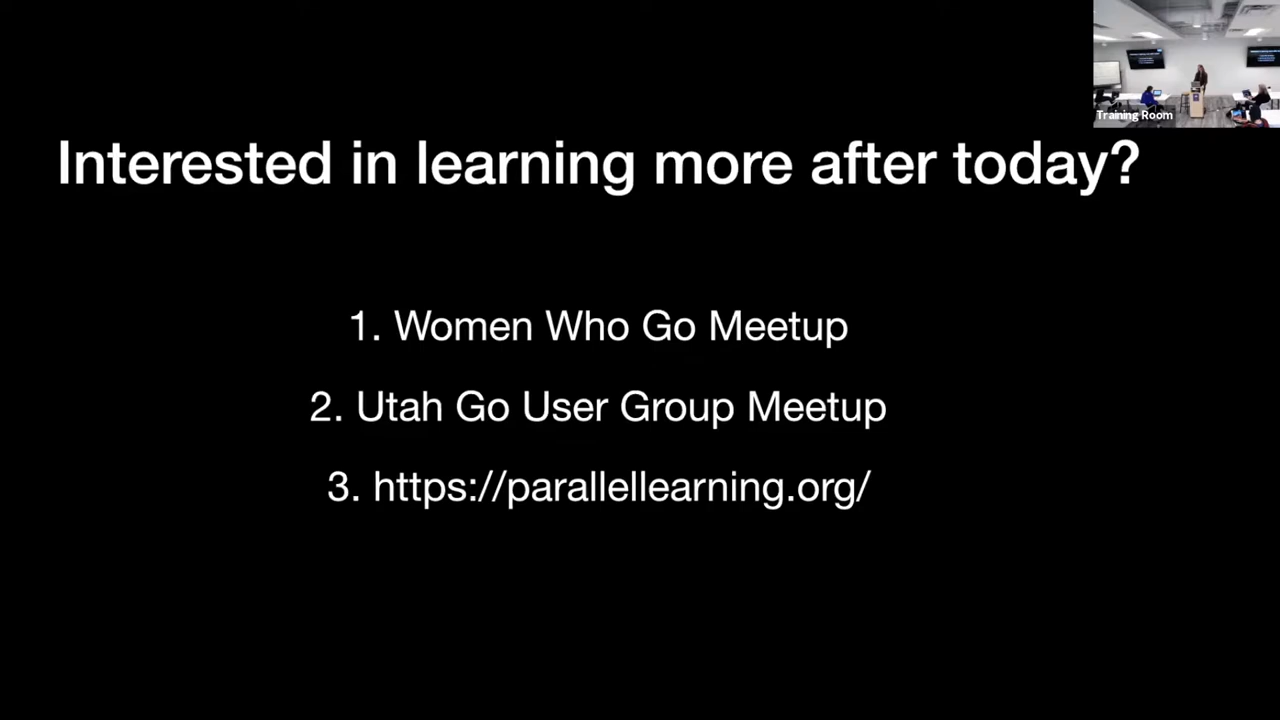 Training Room
Interested in learning more after today?
1. Women Who Go Meetup
2. Utah Go User Group Meetup
3. https://parallellearning.org/